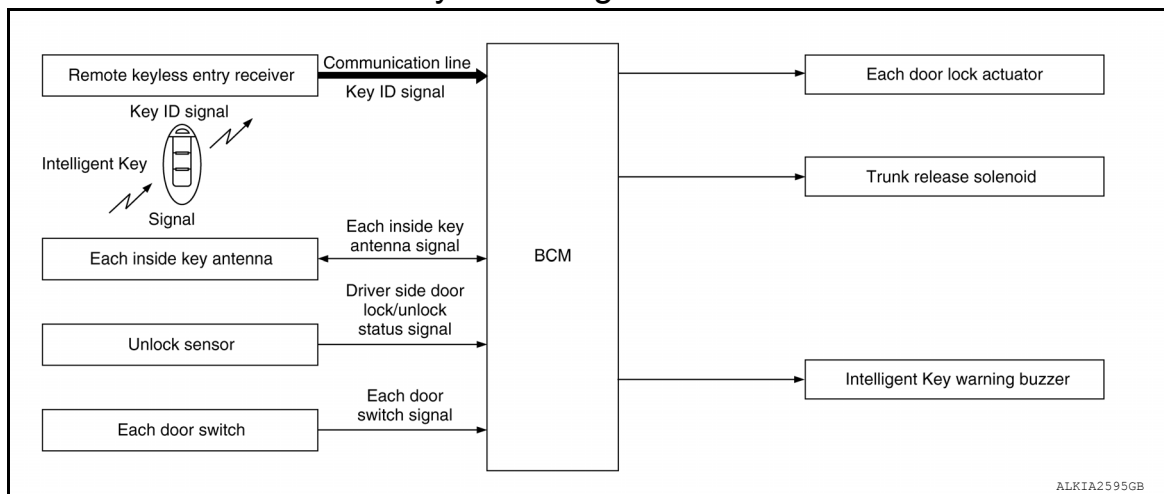 Remote keyless entry receiver
Communication line
Key ID signal
Each door lock actuator
Key ID signal
Intelligent Key
Signal
Trunk release solenoid
Each inside key
antenna signal
Each inside key antenna
BCM
Driver side door
lock/unlock
status signal
Unlock sensor
Intelligent Key warning buzzer
Each door
switch signal
Each door switch
ALKIA2595GB